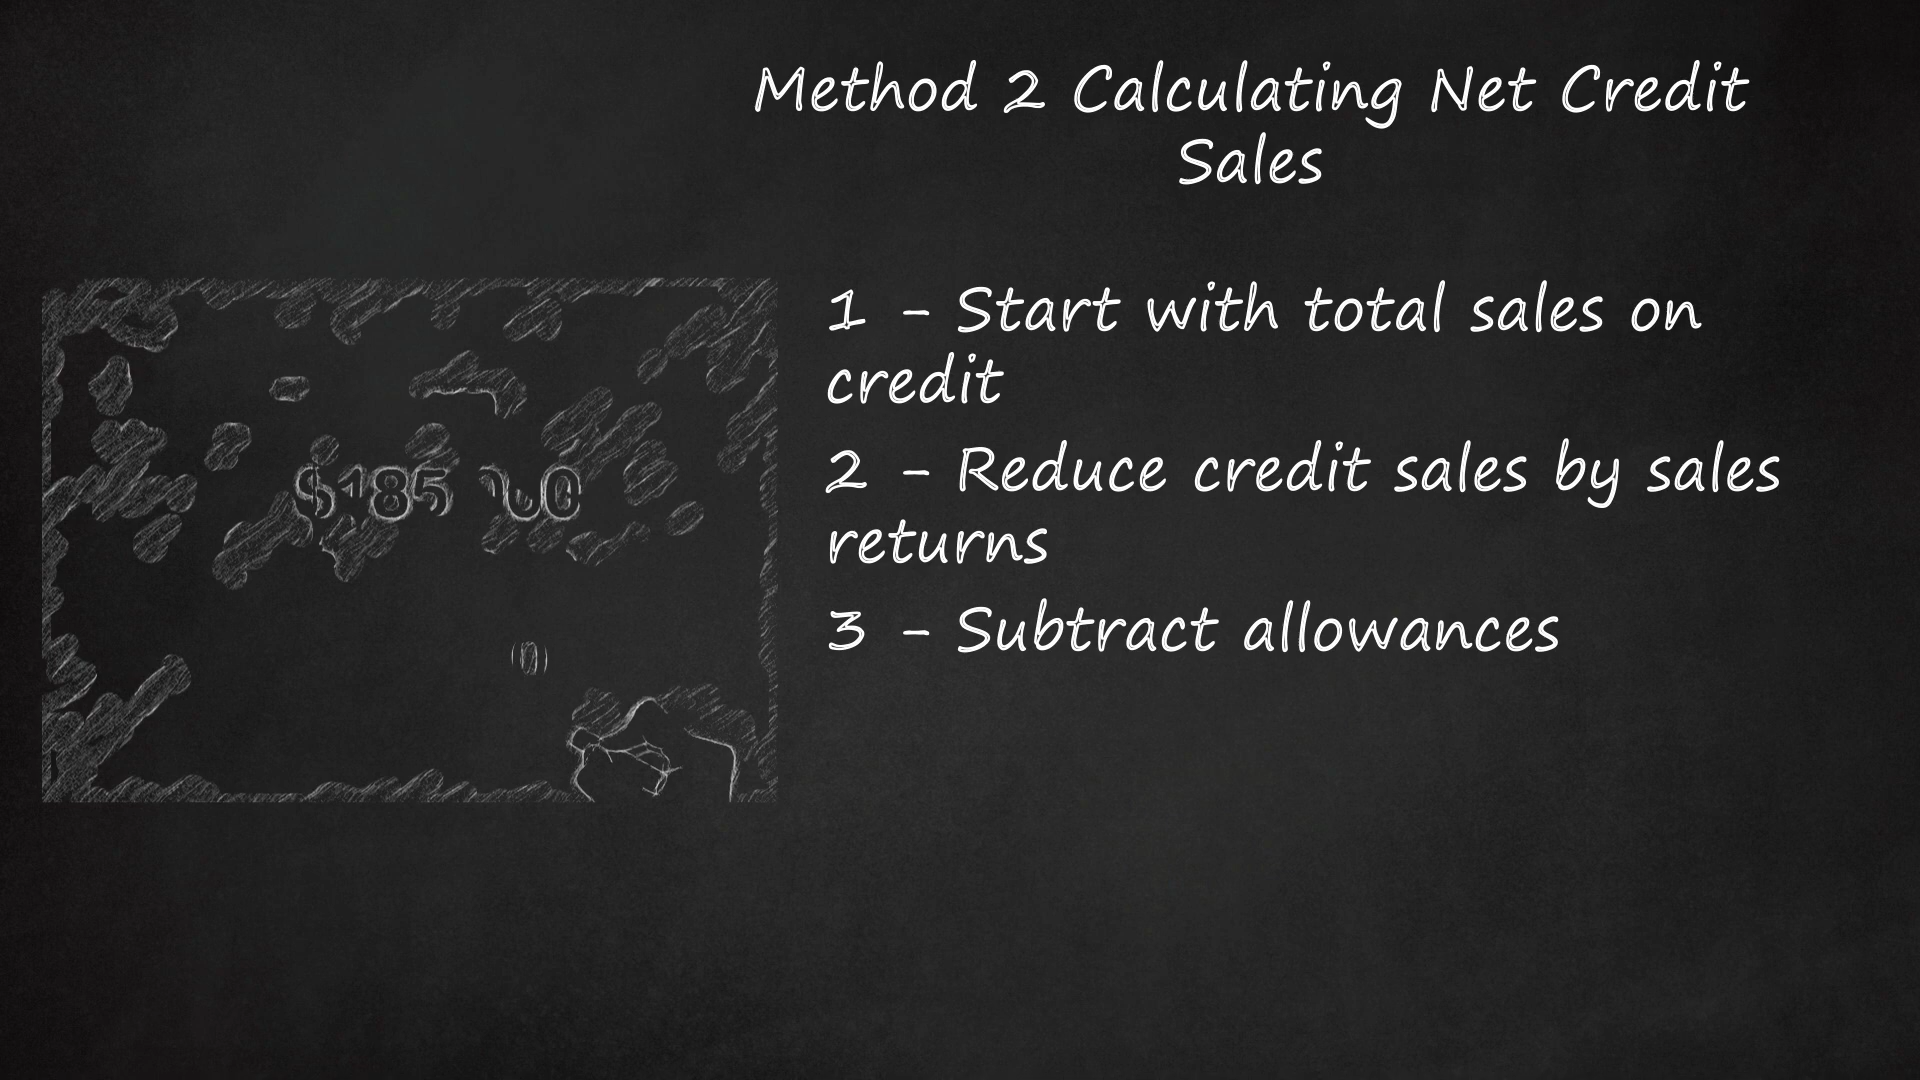 Method 2 Calculating Net Credit
Sales
1 - Start with total sales on
credit
2 - Reduce credit sales by sales
returns
3 - Subtract allowances